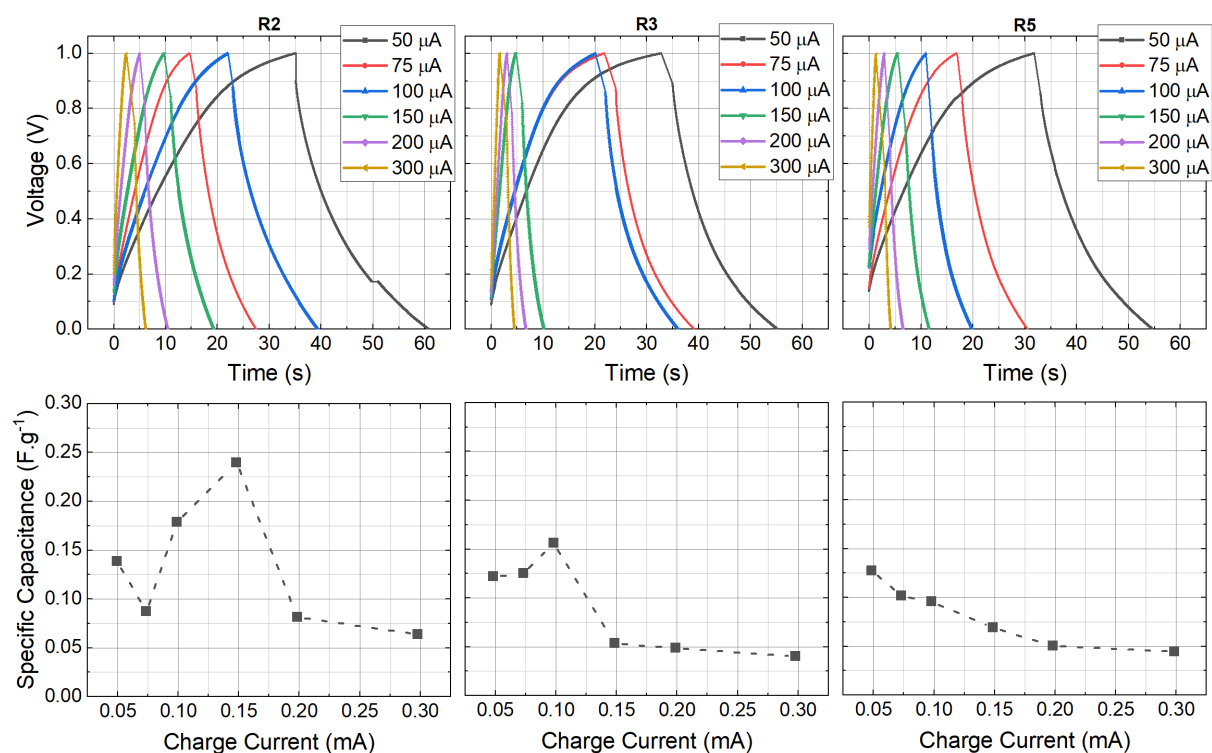 R2
50 μA
75 μA
100 μA
150 μA
200 μA
300 μA
Voltage (V)
1.0
0.8
0.6
0.4
0.2
0.0
0 10 20 30 40 50 60
Time (s)
R3
50 μA
75 μA
100 μA
150 μA
200 μA
300 μA
0 10 20 30 40 50 60
Time (s)
R5
50 μA
75 μA
100 μA
150 μA
200 μA
300 μA
0 10 20 30 40 50 60
Time (s)
Specific Capacitance (F.g⁻¹)
0.30
0.25
0.20
0.15
0.10
0.05
0.00
0.05 0.10 0.15 0.20 0.25 0.30
Charge Current (mA)
0.05 0.10 0.15 0.20 0.25 0.30
Charge Current (mA)
0.05 0.10 0.15 0.20 0.25 0.30
Charge Current (mA)